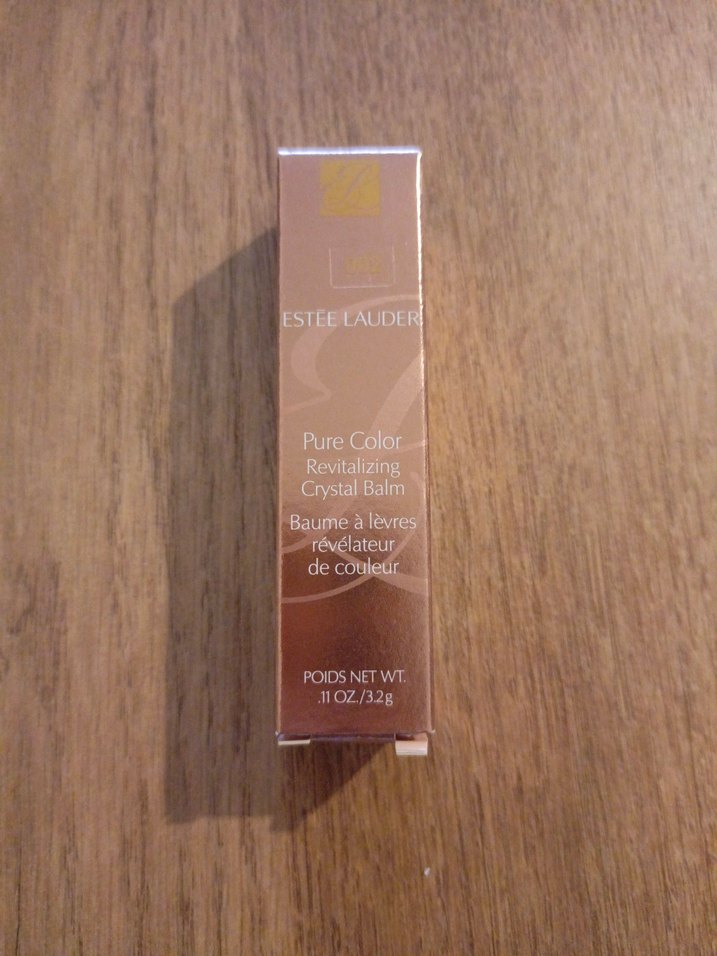 ESTĒE LAUDER
Pure Color
Revitalizing
Crystal Balm
Baume à lèvres
révélateur
de couleur
POIDS NET WT.
.11 OZ./3.2g